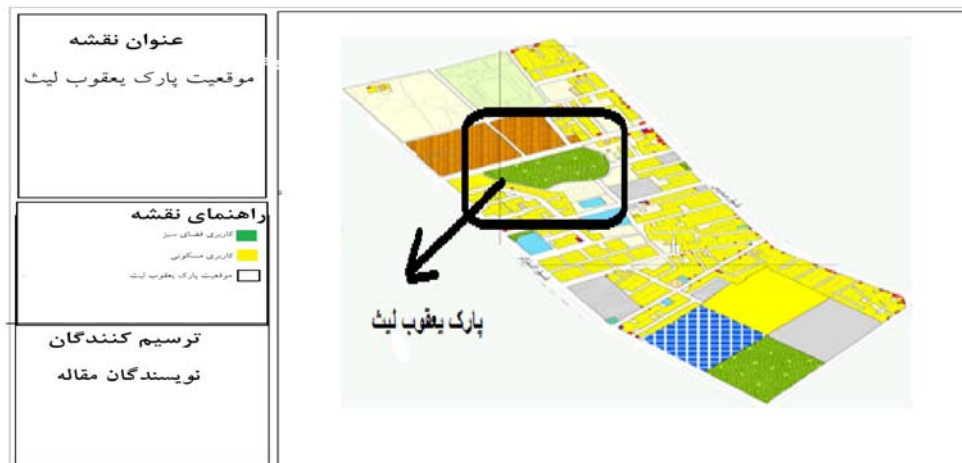 عنوان نقشه
موقعیت پارک یعقوب لیث
راهنمای نقشه
کاربری فضای سبز
کاربری مسکونی
موقعیت پارک یعقوب لیث
ترسیم کنندگان
نویسندگان مقاله
پارک یعقوب لیث